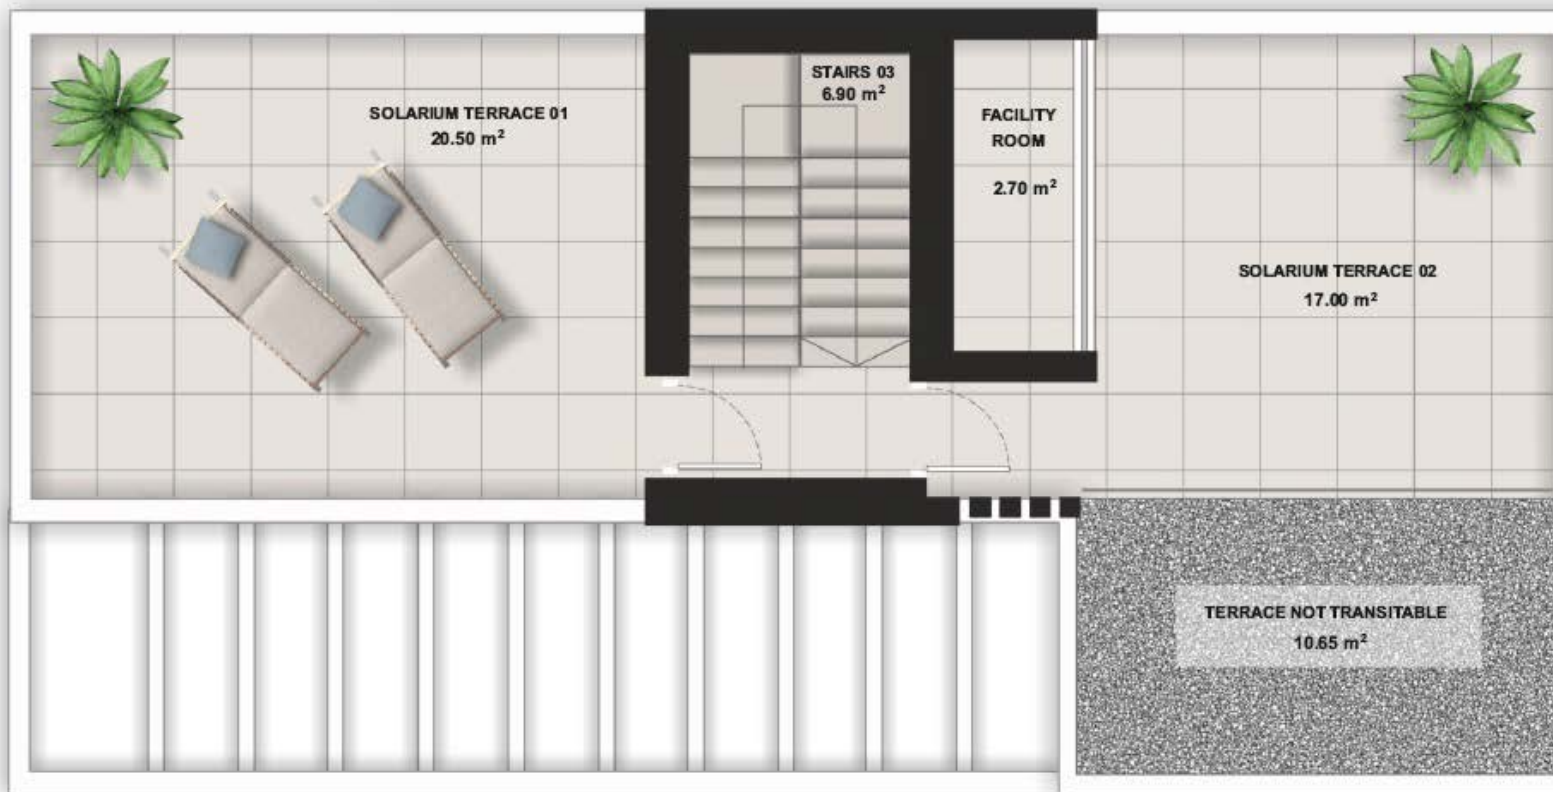 STAIRS 03
6.90 m²
SOLARIUM TERRACE 01
20.50 m²
FACILITY
ROOM
2.70 m²
SOLARIUM TERRACE 02
17.00 m²
TERRACE NOT TRANSITABLE
10.65 m²